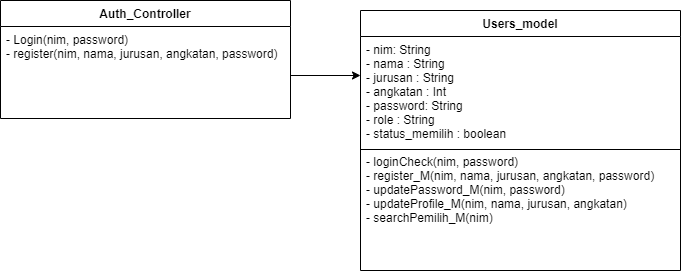 Auth_Controller
- Login(nim, password)
- register(nim, nama, jurusan, angkatan, password)
Users_model
- nim: String
- nama : String
- jurusan : String
- angkatan : Int
- password: String
- role : String
- status_memilih : boolean
- loginCheck(nim, password)
- register_M(nim, nama, jurusan, angkatan, password)
- updatePassword_M(nim, password)
- updateProfile_M(nim, nama, jurusan, angkatan)
- searchPemilih_M(nim)